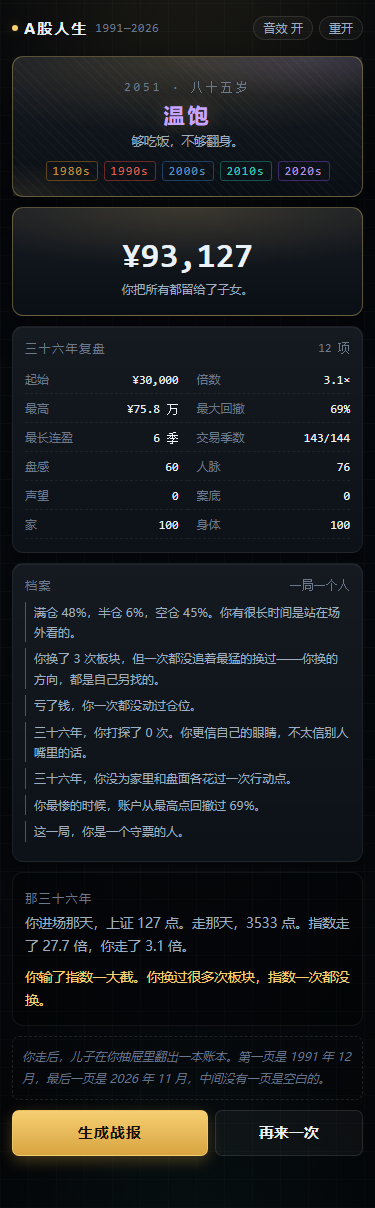 A股人生 1991—2026 音效 开 重开
2051 · 八十五岁
温饱
够吃饭，不够翻身。
1980s 1990s 2000s 2010s 2020s
¥93,127
你把所有都留给了子女。
三十六年复盘 12 项
起始 ¥30,000 倍数 3.1×
最高 ¥75.8 万 最大回撤 69%
最长连盈 6 季 交易季数 143/144
盘感 60 人脉 76
声望 0 案底 0
家 100 身体 100
档案 一局一个人
满仓 48%，半仓 6%，空仓 45%。你有很长时间是站在场
外看的。
你换了 3 次板块，但一次都没追着最猛的换过——你换的
方向，都是自己另找的。
亏了钱，你一次都没动过仓位。
三十六年，你打探了 0 次。你更信自己的眼睛，不太信别人
嘴里的话。
三十六年，你没为家里和盘面各花过一次行动点。
你最惨的时候，账户从最高点回撤过 69%。
这一局，你是一个守票的人。
那三十六年
你进场那天，上证 127 点。走那天，3533 点。指数走
了 27.7 倍，你走了 3.1 倍。
你输了指数一大截。你换过很多次板块，指数一次都没
换。
你走后，儿子在你抽屉里翻出一本账本。第一页是 1991 年 12
月，最后一页是 2026 年 11 月，中间没有一页是空白的。
生成战报 再来一次